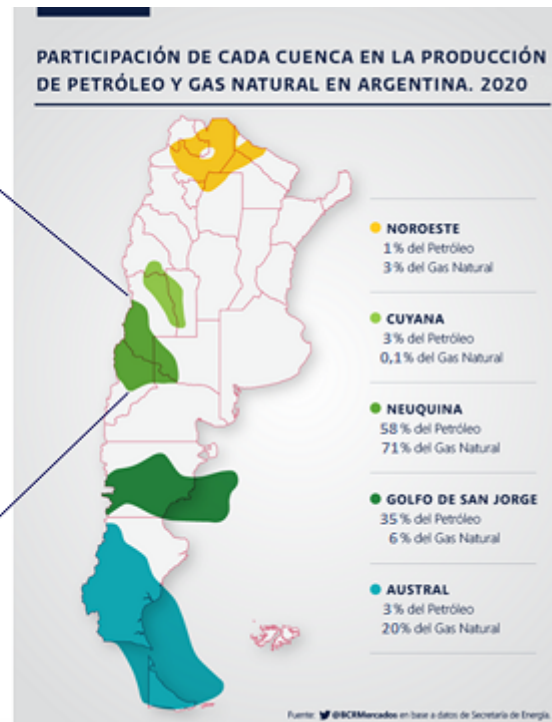 PARTICIPACIÓN DE CADA CUENCA EN LA PRODUCCIÓN
DE PETRÓLEO Y GAS NATURAL EN ARGENTINA. 2020
NOROESTE
1% del Petróleo
3% del Gas Natural
CUYANA
3% del Petróleo
0,1% del Gas Natural
NEUQUINA
58% del Petróleo
71% del Gas Natural
GOLFO DE SAN JORGE
35% del Petróleo
6% del Gas Natural
AUSTRAL
3% del Petróleo
20% del Gas Natural
Fuente: @BCRMercados en base a datos de Secretaría de Energía.